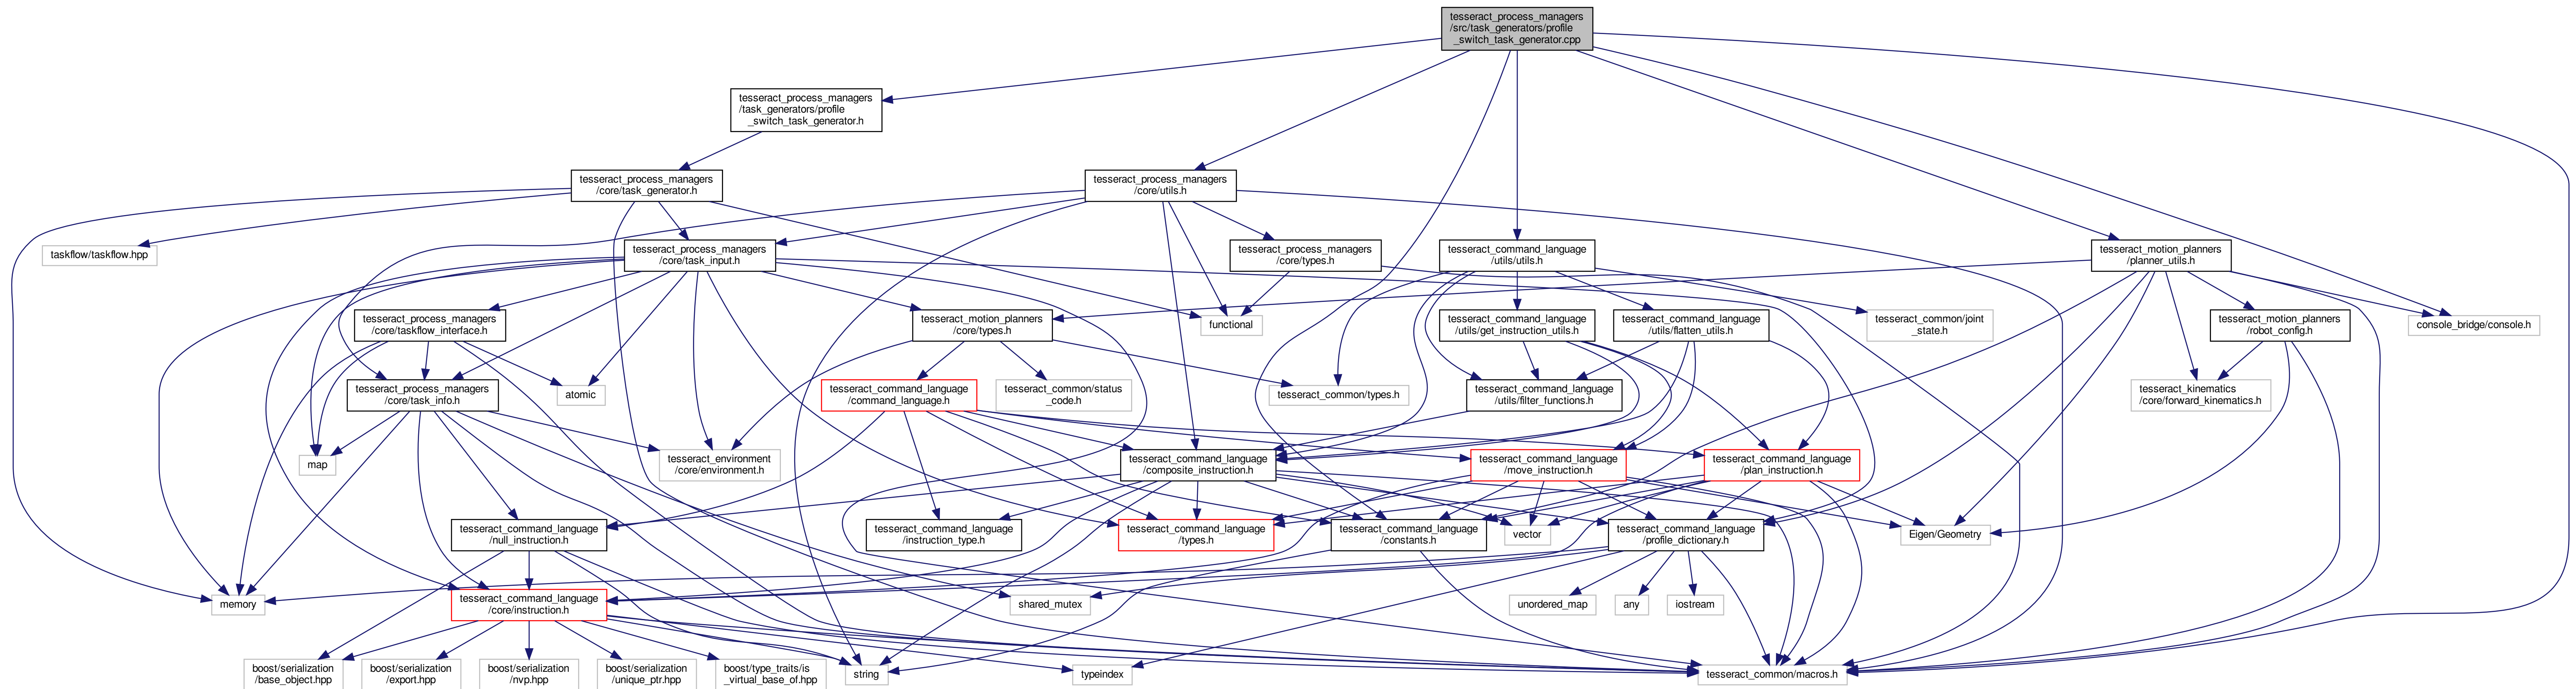 tesseract_process_managers
/src/task_generators/profile
_switch_task_generator.cpp
tesseract_process_managers
/task_generators/profile
_switch_task_generator.h
tesseract_process_managers
/core/task_generator.h
tesseract_process_managers
/core/utils.h
taskflow/taskflow.hpp
tesseract_process_managers
/core/task_input.h
tesseract_process_managers
/core/types.h
tesseract_command_language
/utils/utils.h
tesseract_motion_planners
/planner_utils.h
tesseract_process_managers
/core/taskflow_interface.h
tesseract_motion_planners
/core/types.h
functional
tesseract_command_language
/utils/get_instruction_utils.h
tesseract_command_language
/utils/flatten_utils.h
tesseract_common/joint
_state.h
tesseract_motion_planners
/robot_config.h
console_bridge/console.h
tesseract_process_managers
/core/task_info.h
atomic
tesseract_command_language
/command_language.h
tesseract_common/status
_code.h
tesseract_common/types.h
tesseract_command_language
/utils/filter_functions.h
tesseract_kinematics
/core/forward_kinematics.h
map
tesseract_environment
/core/environment.h
tesseract_command_language
/composite_instruction.h
tesseract_command_language
/move_instruction.h
tesseract_command_language
/plan_instruction.h
tesseract_command_language
/null_instruction.h
tesseract_command_language
/instruction_type.h
tesseract_command_language
/types.h
tesseract_command_language
/constants.h
vector
tesseract_command_language
/profile_dictionary.h
Eigen/Geometry
memory
tesseract_command_language
/core/instruction.h
shared_mutex
unordered_map
any
iostream
boost/serialization
/base_object.hpp
boost/serialization
/export.hpp
boost/serialization
/nvp.hpp
boost/serialization
/unique_ptr.hpp
boost/type_traits/is
_virtual_base_of.hpp
string
typeindex
tesseract_common/macros.h